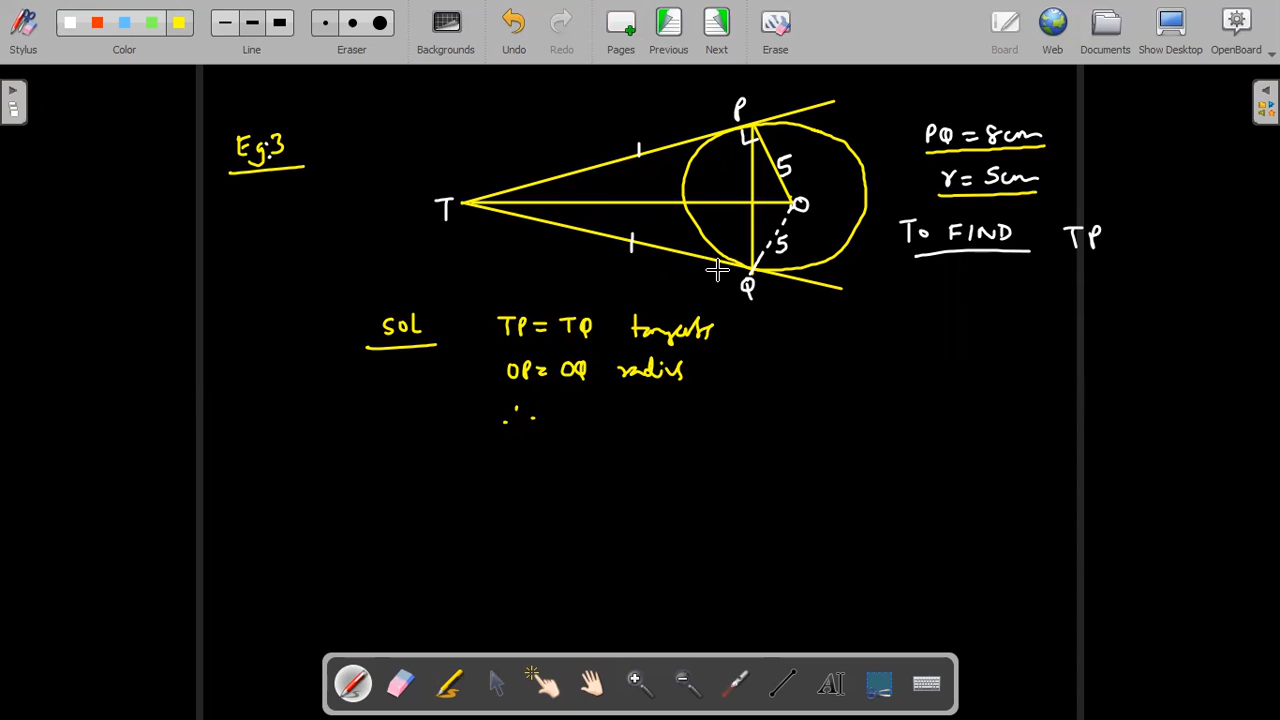 Stylus
Color
Line
Eraser
Backgrounds
Undo
Redo
Pages
Previous
Next
Erase
Board
Web
Documents
Show Desktop
OpenBoard
Eg:3
P
T
O
Q
5
5
PQ = 8cm
r = 5cm
To FIND TP
Sol
TP = TQ tangents
OP = OQ radius
∴